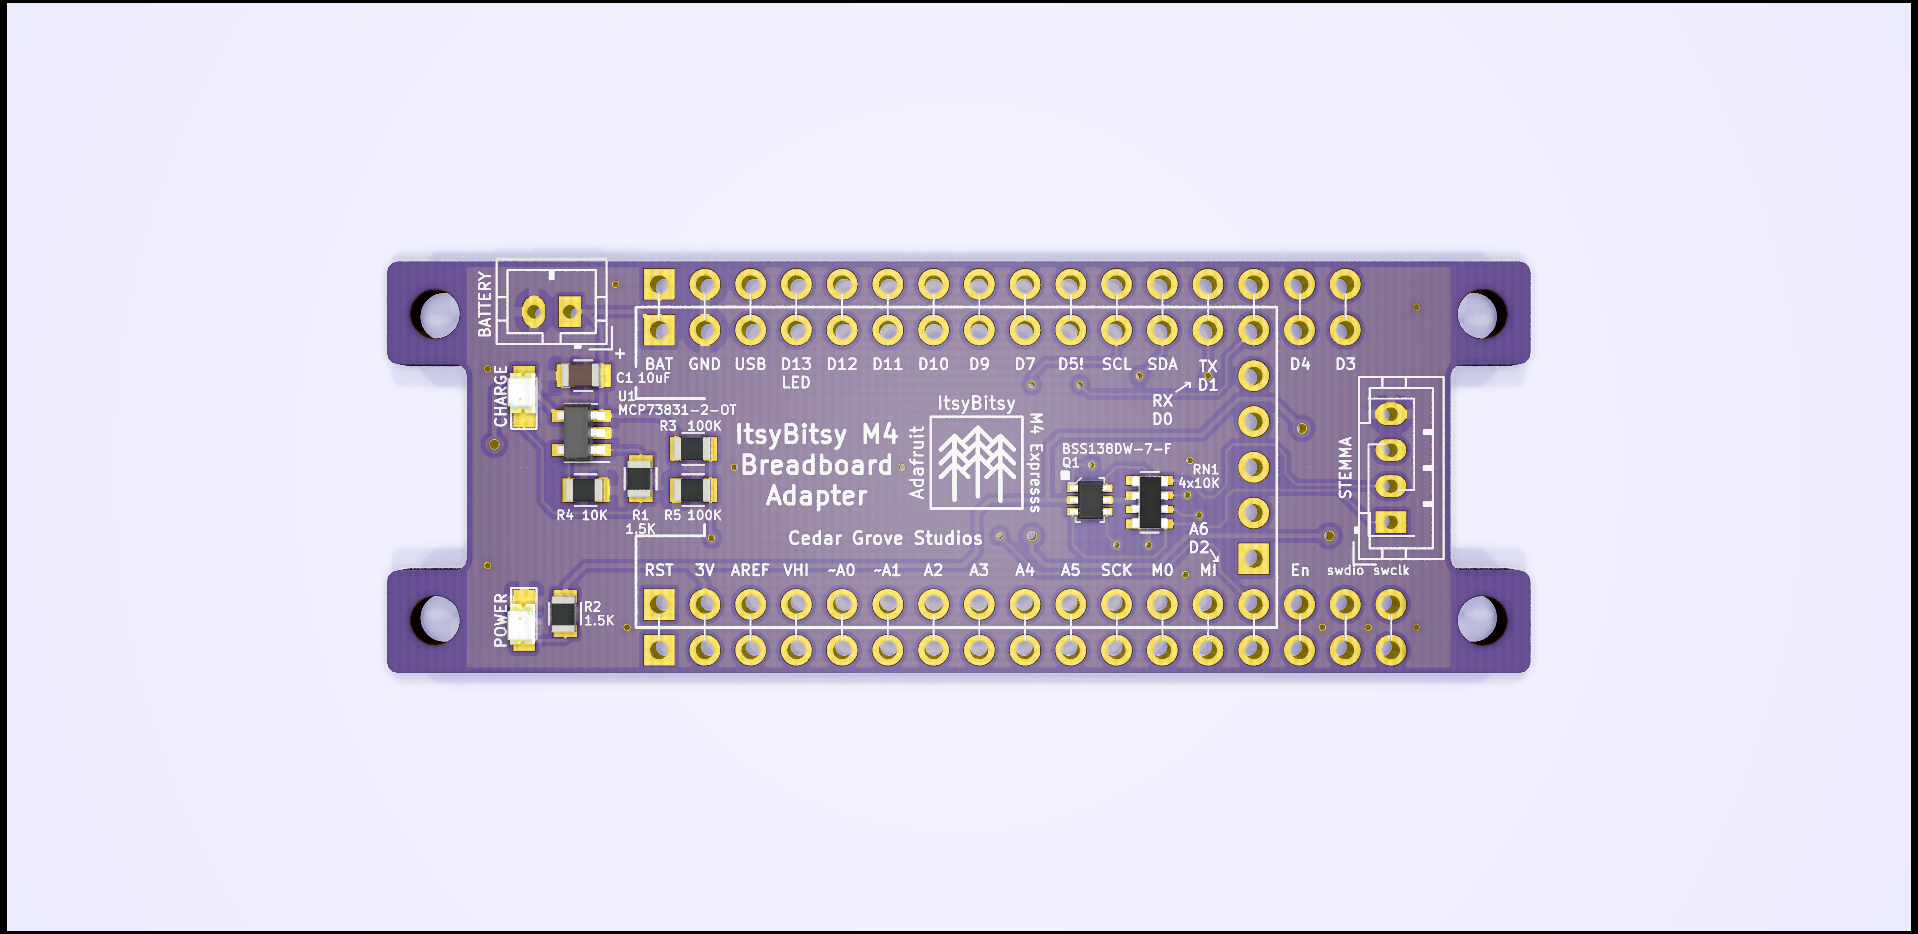 BATTERY
+
BAT GND USB D13 D12 D11 D10 D9 D7 D5! SCL SDA TX D4 D3
LED
D1
RX
D0
CHARGE
C1 10uF
U1
MCP73831-2-OT
R3 100K
ItsyBitsy M4
Breadboard
Adapter
ItsyBitsy
Adafruit
M4 Expresss
BSS138DW-7-F
Q1
RN1
4x10K
STEMMA
R4 10K
R1
1.5K
R5 100K
Cedar Grove Studios
A6
D2
RST 3V AREF VHI ~A0 ~A1 A2 A3 A4 A5 SCK MO MI En swdio swclk
POWER
R2
1.5K